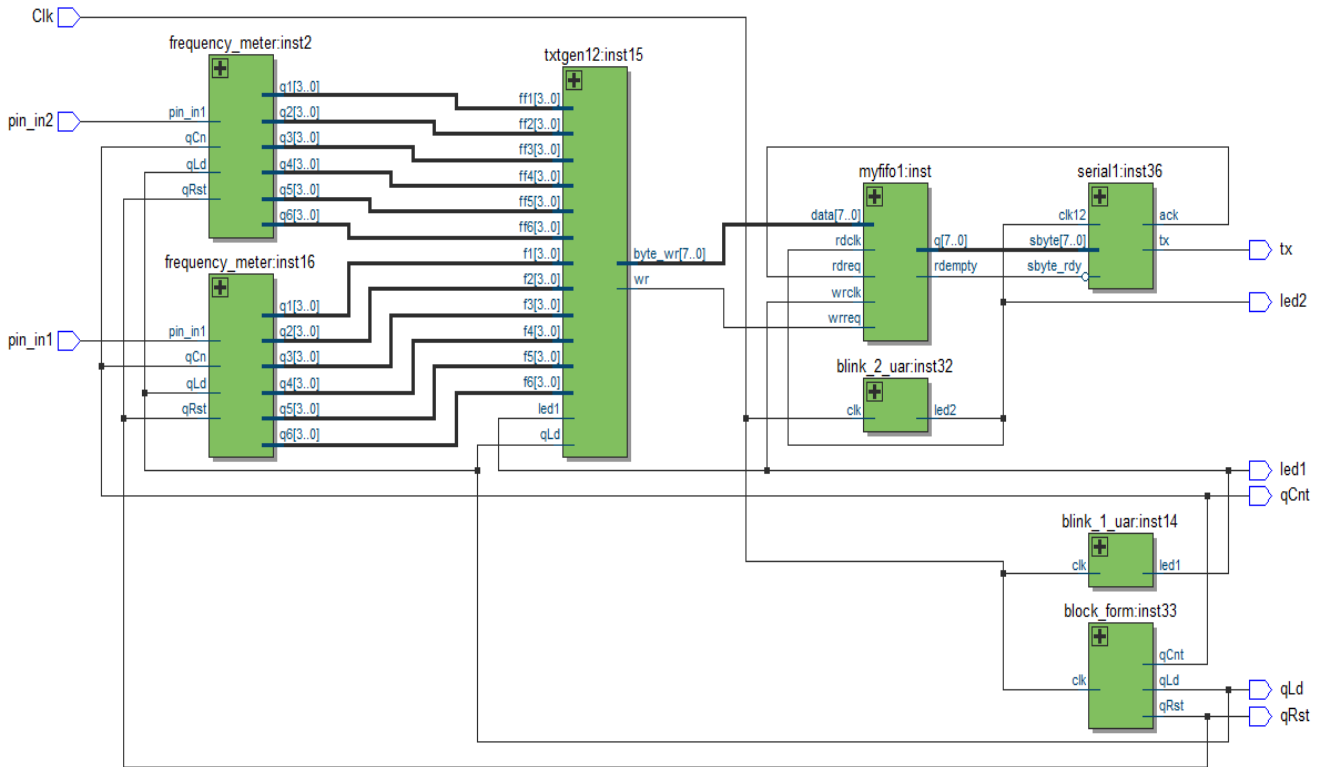 Clk
frequency_meter:inst2
pin_in2
pin_in1
qCn
qLd
qRst
q1[3..0]
q2[3..0]
q3[3..0]
q4[3..0]
q5[3..0]
q6[3..0]
frequency_meter:inst16
pin_in1
pin_in1
qCn
qLd
qRst
q1[3..0]
q2[3..0]
q3[3..0]
q4[3..0]
q5[3..0]
q6[3..0]
txtgen12:inst15
ff1[3..0]
ff2[3..0]
ff3[3..0]
ff4[3..0]
ff5[3..0]
ff6[3..0]
f1[3..0]
f2[3..0]
f3[3..0]
f4[3..0]
f5[3..0]
f6[3..0]
led1
qLd
byte_wr[7..0]
wr
myfifo1:inst
data[7..0]
rdclk
rdreq
wrclk
wrreq
q[7..0]
rdempty
serial1:inst36
clk12
sbyte[7..0]
sbyte_rdy
ack
tx
tx
led2
blink_2_uar:inst32
clk
led2
led1
qCnt
blink_1_uar:inst14
clk
led1
block_form:inst33
clk
qCnt
qLd
qRst
qLd
qRst